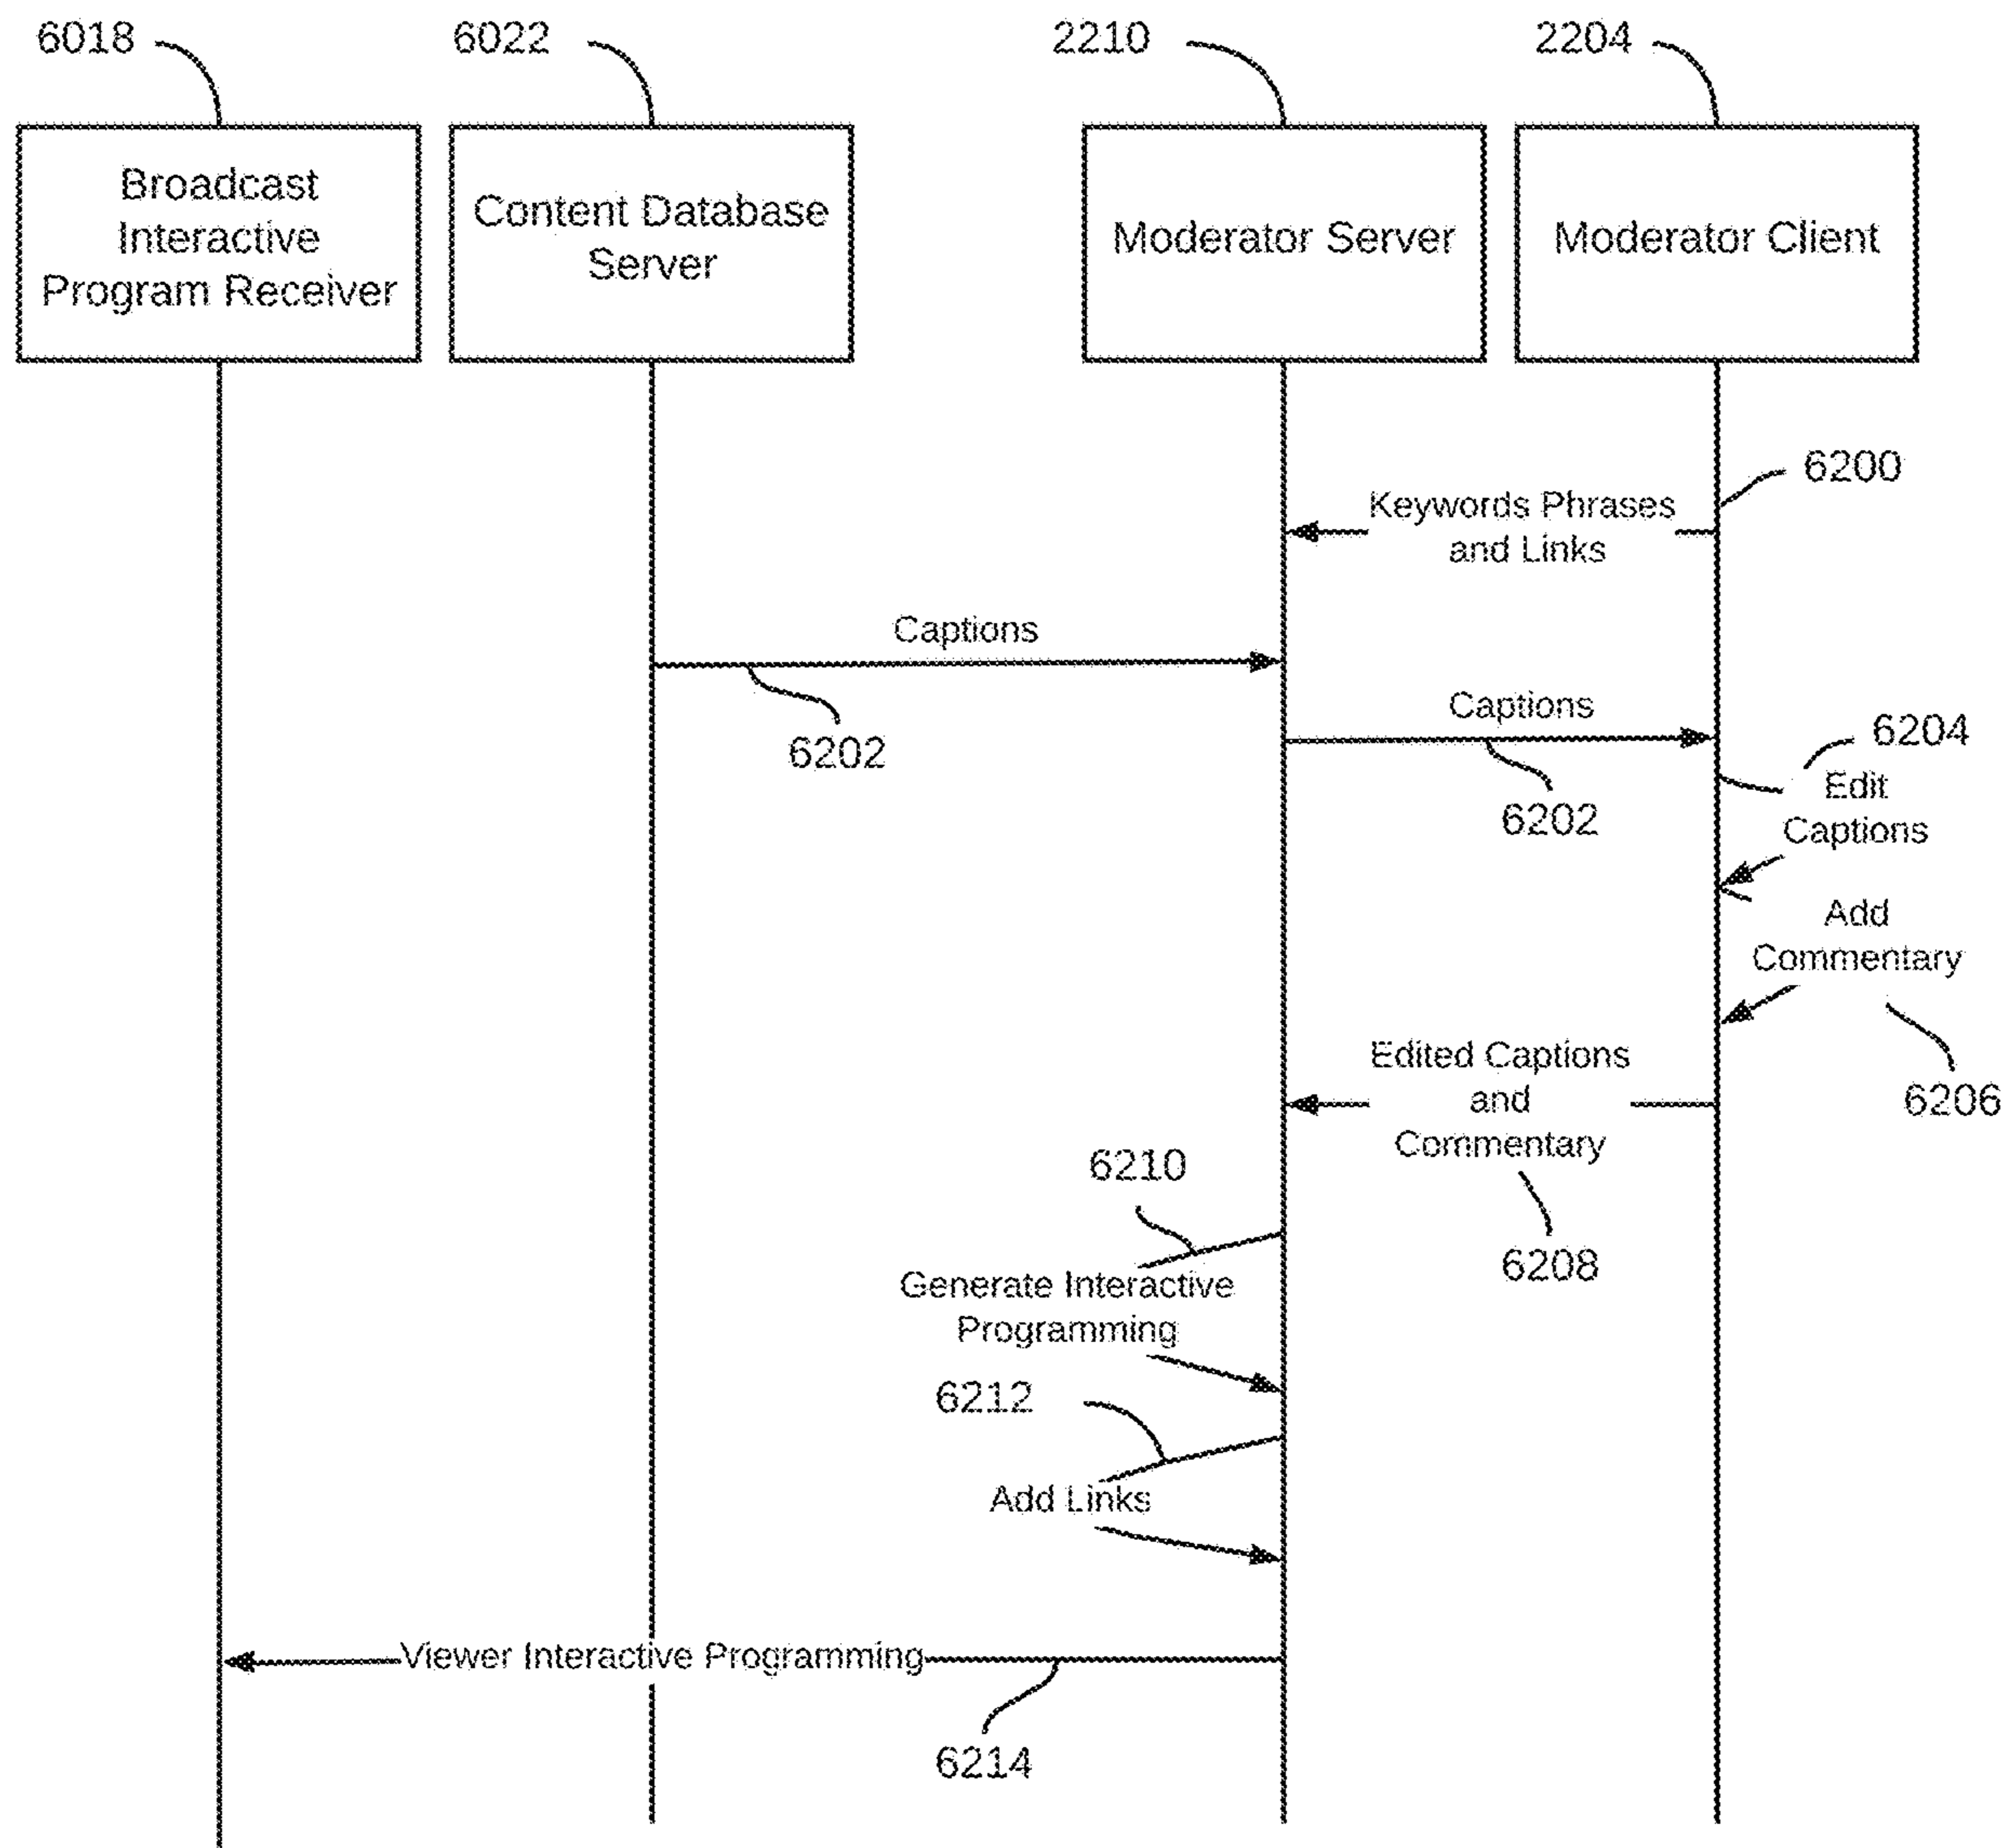 6018
6022
2210
2204
Broadcast
Interactive
Program Receiver
Content Database
Server
Moderator Server
Moderator Client
6200
Keywords Phrases
and Links
Captions
6202
Captions
6202
6204
Edit
Captions
Add
Commentary
6206
Edited Captions
and
Commentary
6208
6210
Generate Interactive
Programming
6212
Add Links
Viewer Interactive Programming
6214